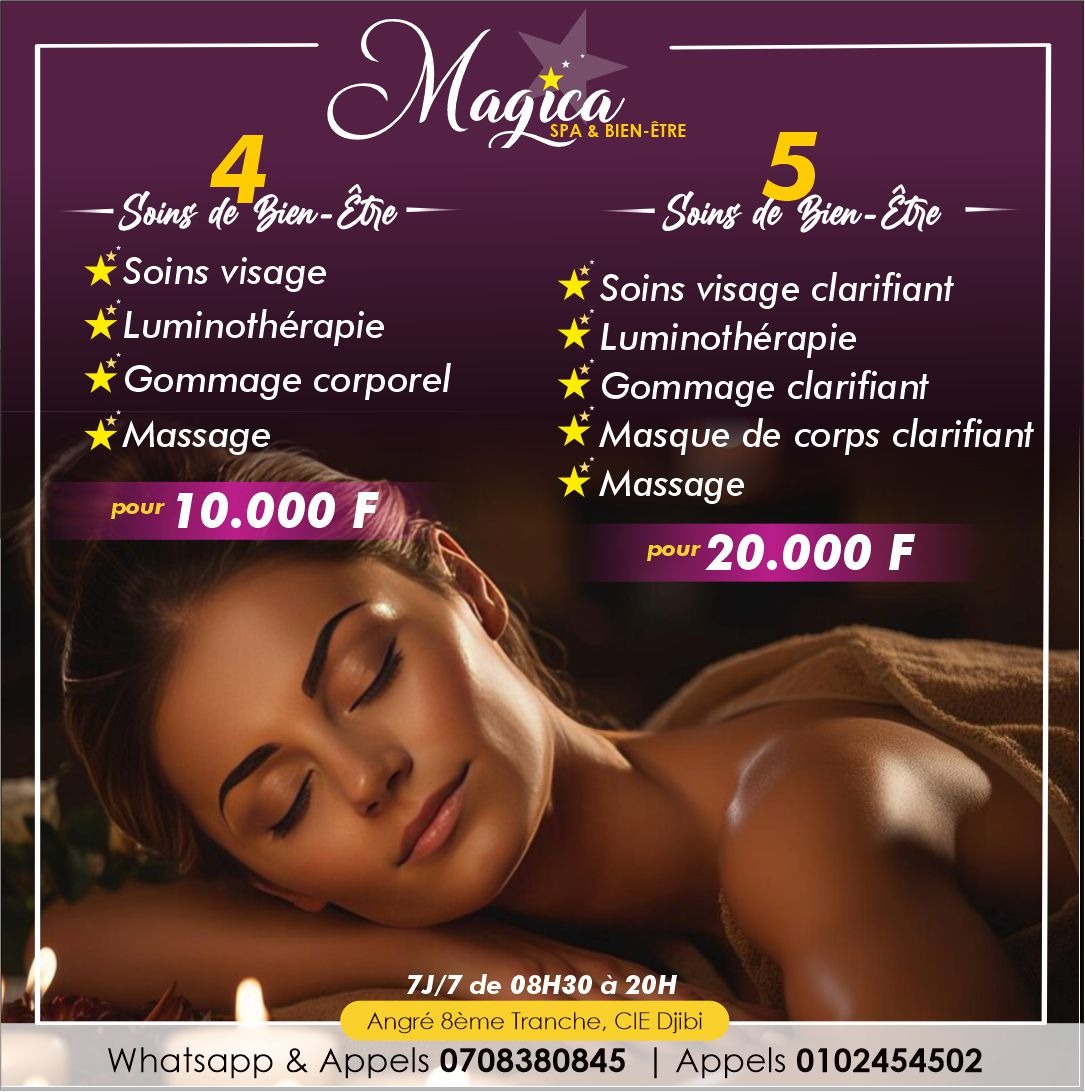 Magica
SPA & BIEN-ÊTRE
4
Soins de Bien-Être
Soins visage
Luminothérapie
Gommage corporel
Massage
pour 10.000 F
5
Soins de Bien-Être
Soins visage clarifiant
Luminothérapie
Gommage clarifiant
Masque de corps clarifiant
Massage
pour 20.000 F
7J/7 de 08H30 à 20H
Angré 8ème Tranche, CIE Djibi
Whatsapp & Appels 0708380845 | Appels 0102454502